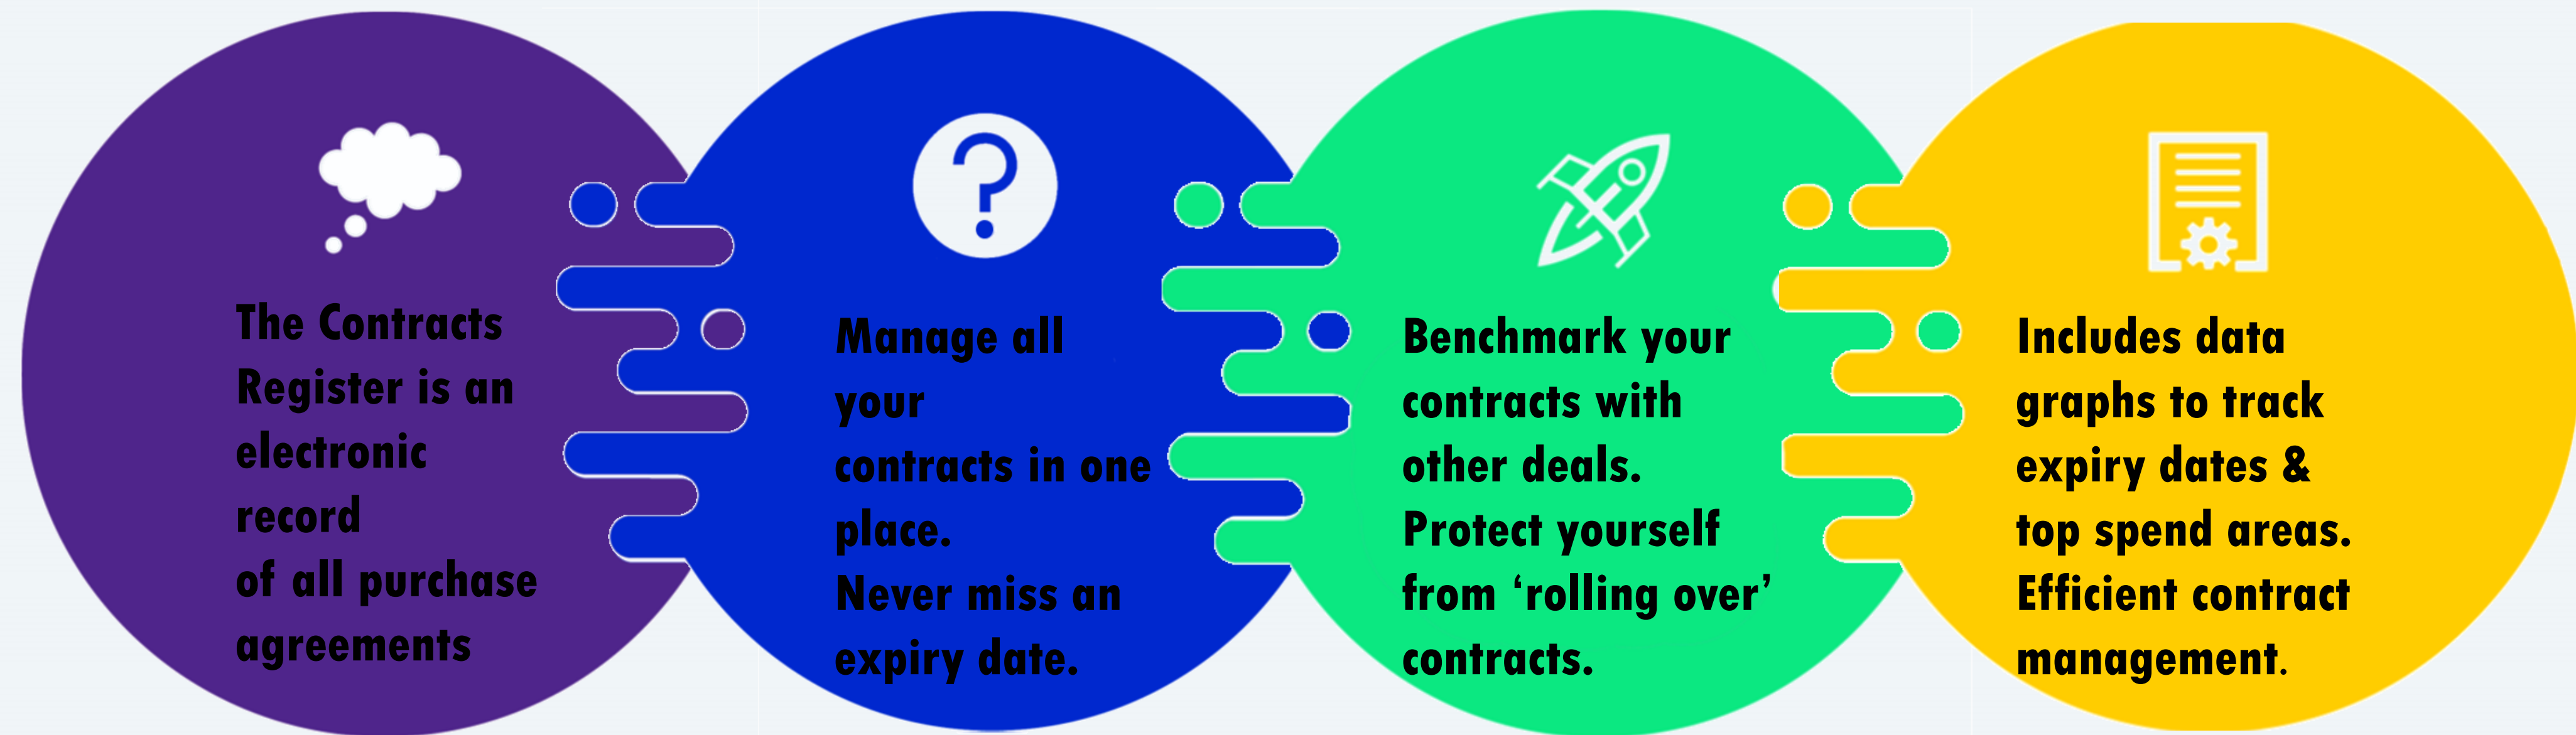 The Contracts
Register is an
electronic
record
of all purchase
agreements
Manage all
your
contracts in one
place.
Never miss an
expiry date.
Benchmark your
contracts with
other deals.
Protect yourself
from ‘rolling over’
contracts.
Includes data
graphs to track
expiry dates &
top spend areas.
Efficient contract
management.